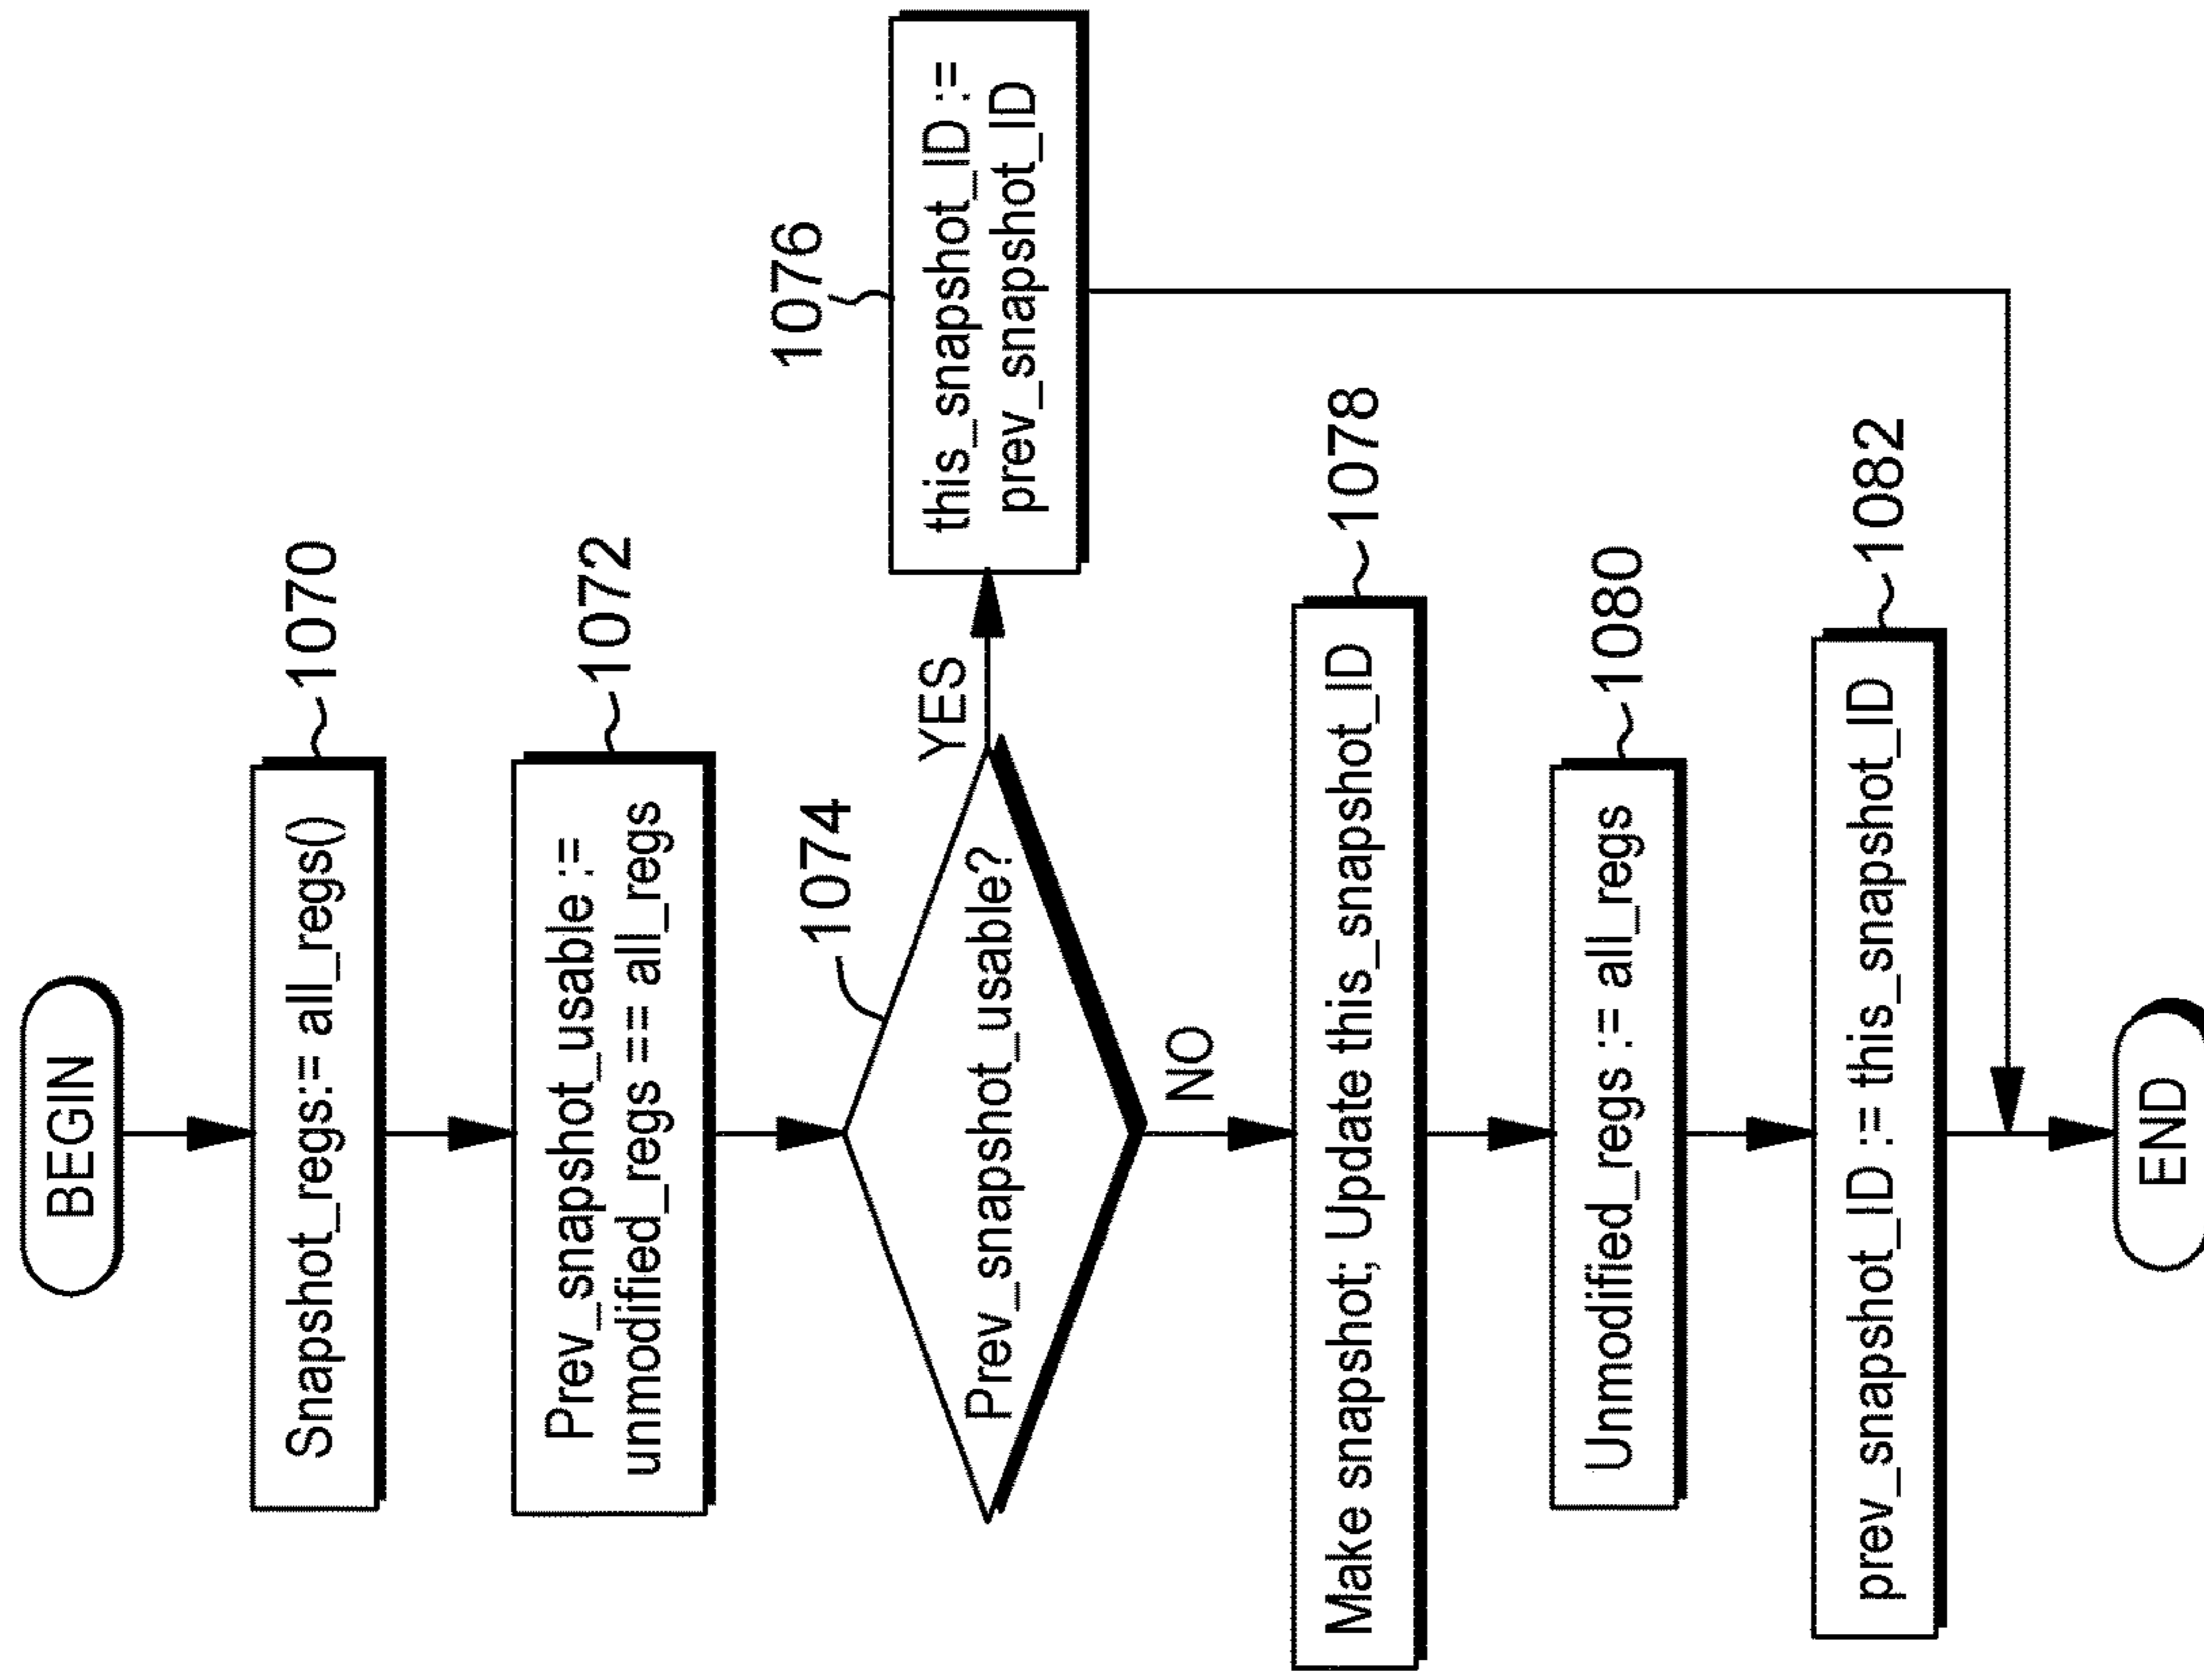 BEGIN
Snapshot_regs:= all_regs()
1070
Prev_snapshot_usable :=
unmodified_regs == all_regs
1072
Prev_snapshot_usable?
1074
YES
this_snapshot_ID :=
prev_snapshot_ID
1076
NO
Make snapshot; Update this_snapshot_ID
1078
Unmodified_regs := all_regs
1080
prev_snapshot_ID := this_snapshot_ID
1082
END